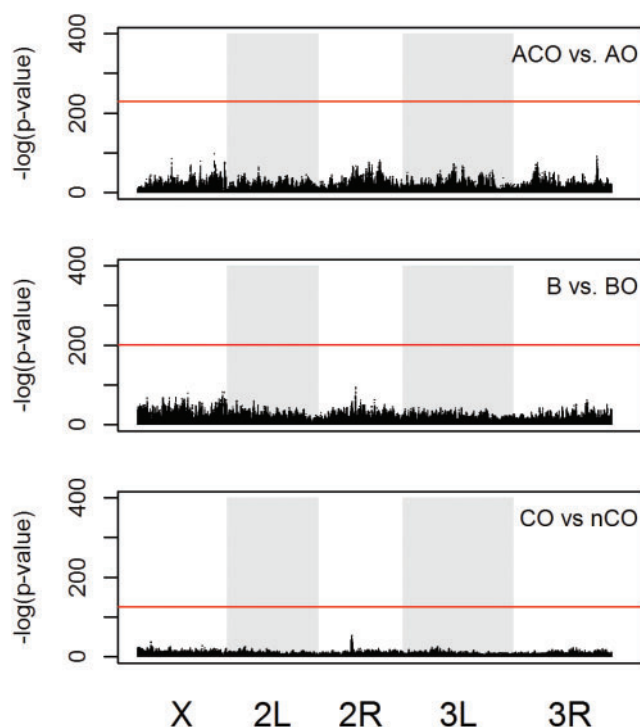 ACO vs. AO
-log(p-value)
400
200
0
B vs. BO
-log(p-value)
400
200
0
CO vs nCO
-log(p-value)
400
200
0
X 2L 2R 3L 3R